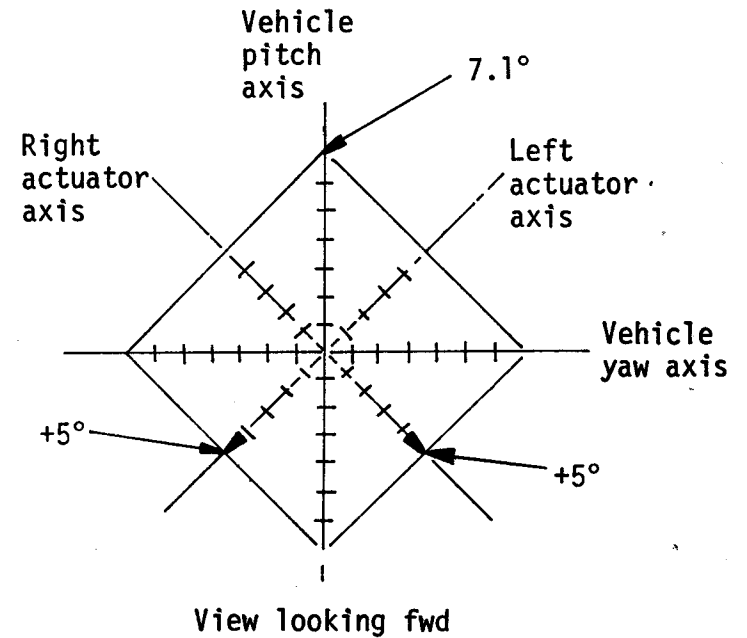 Vehicle
pitch
axis
7.1°
Right
actuator
axis
Left
actuator
axis
Vehicle
yaw axis
+5°
+5°
View looking fwd